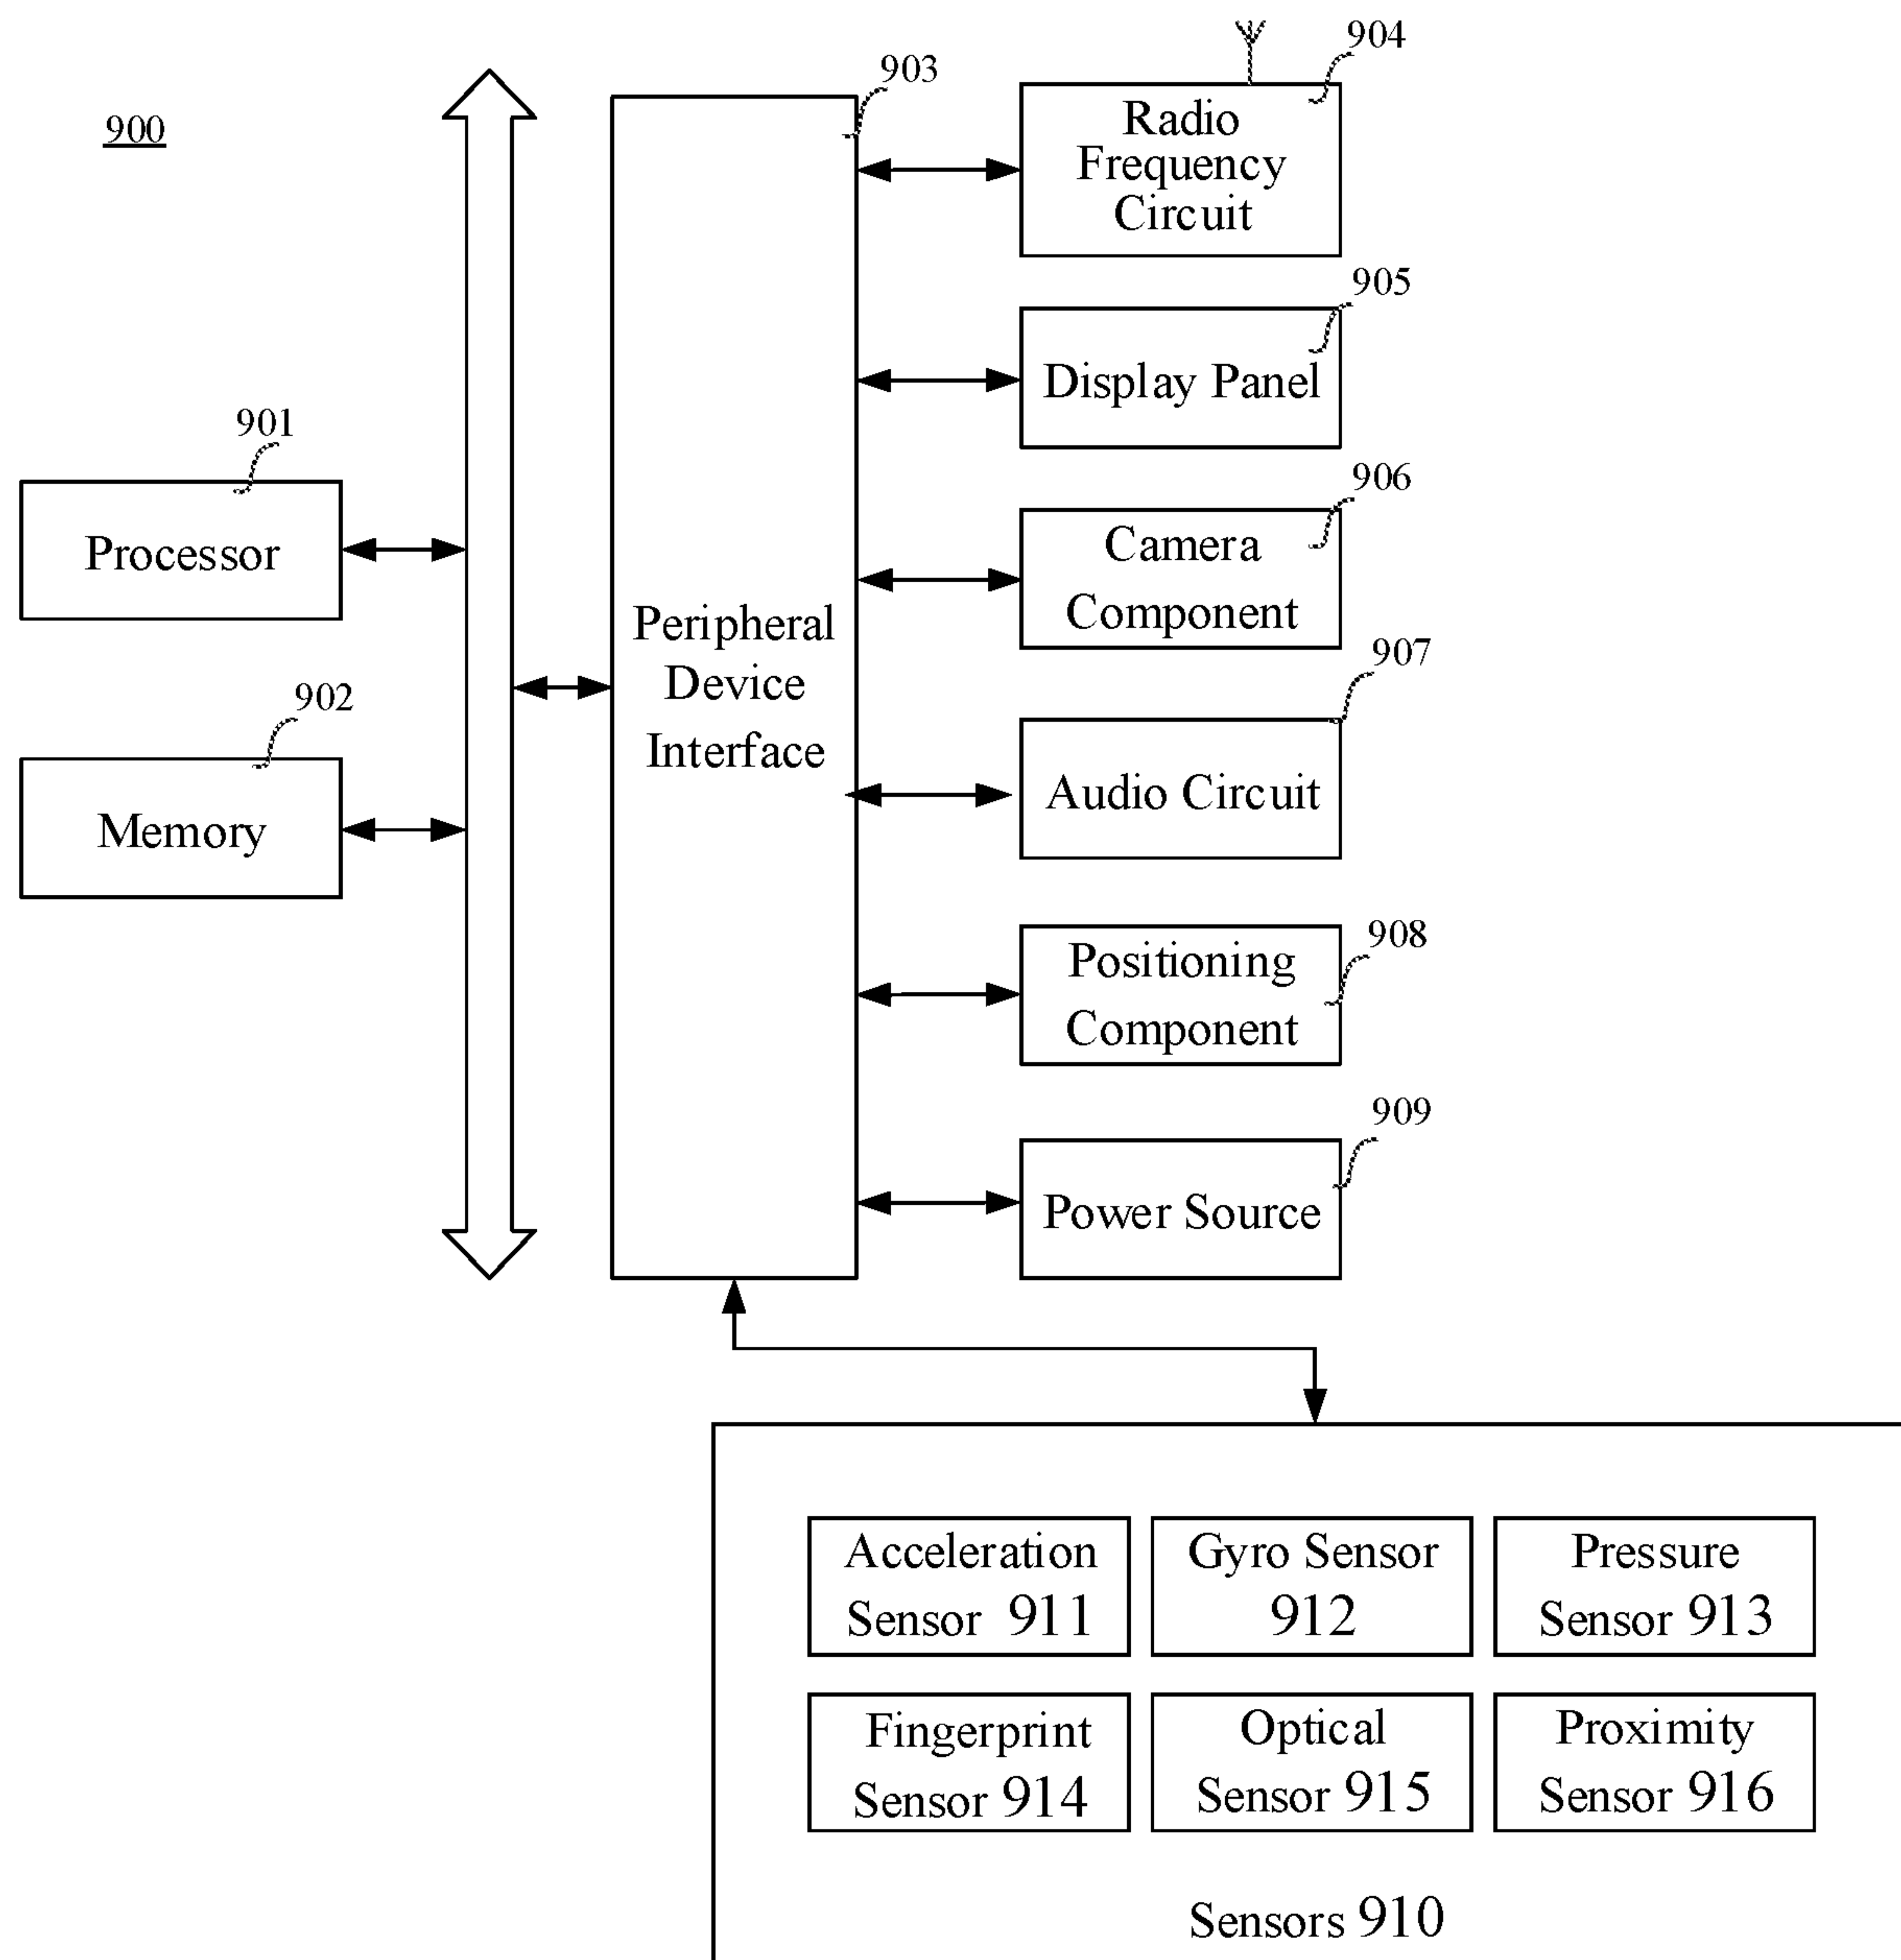 900
901
Processor
902
Memory
903
Peripheral
Device
Interface
904
Radio
Frequency
Circuit
905
Display Panel
906
Camera
Component
907
Audio Circuit
908
Positioning
Component
909
Power Source
Acceleration
Sensor 911
Gyro Sensor
912
Pressure
Sensor 913
Fingerprint
Sensor 914
Optical
Sensor 915
Proximity
Sensor 916
Sensors 910